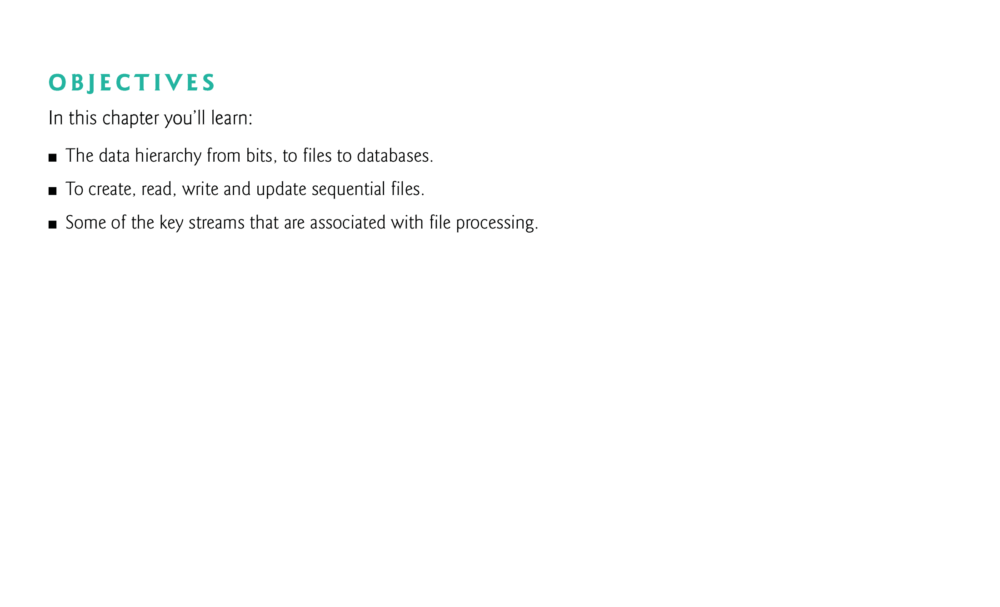 OBJECTIVES
In this chapter you’ll learn:
■ The data hierarchy from bits, to files to databases.
■ To create, read, write and update sequential files.
■ Some of the key streams that are associated with file processing.